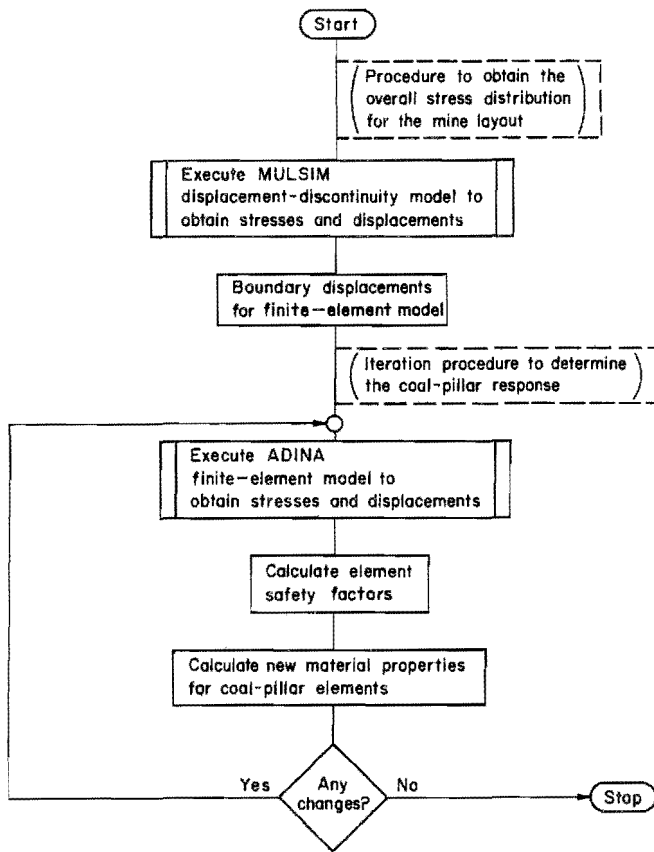 Start
(Procedure to obtain the
overall stress distribution
for the mine layout)
Execute MULSIM
displacement-discontinuity model to
obtain stresses and displacements
Boundary displacements
for finite-element model
(Iteration procedure to determine
the coal-pillar response)
Execute ADINA
finite-element model to
obtain stresses and displacements
Calculate element
safety factors
Calculate new material properties
for coal-pillar elements
Yes
Any
changes?
No
Stop